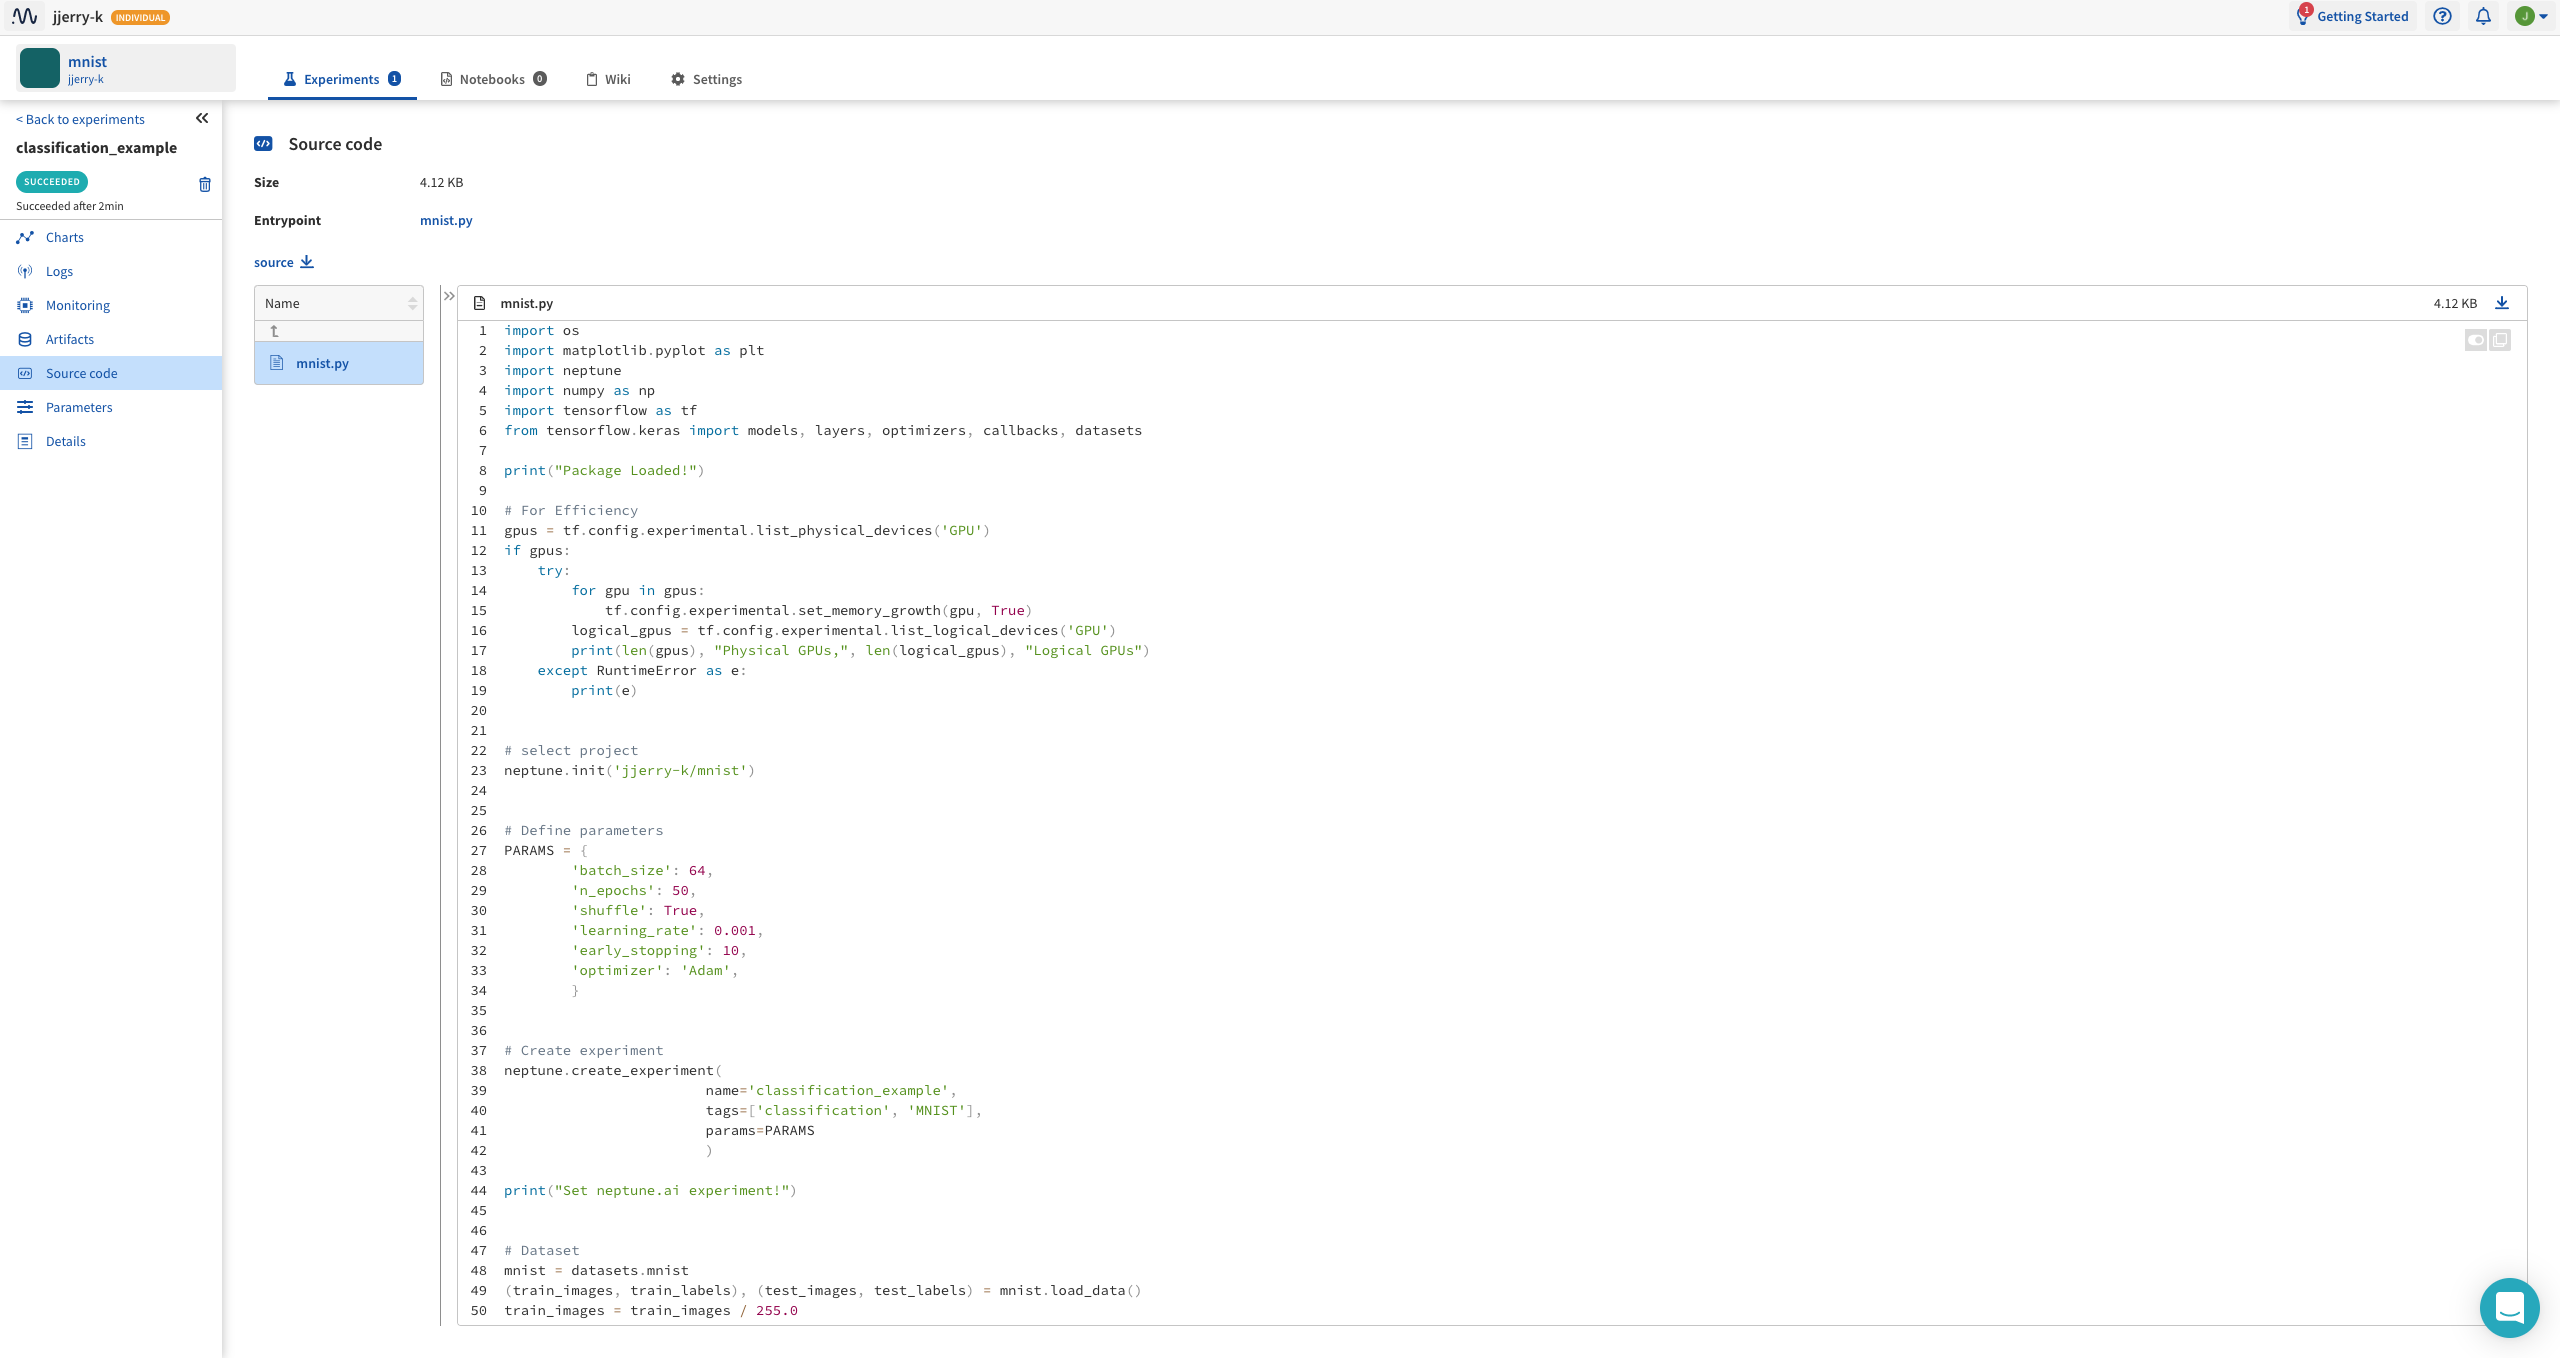 jjerry-k INDIVIDUAL
1 Getting Started J
mnist
jjerry-k
Experiments 1 Notebooks 0 Wiki Settings
< Back to experiments
classification_example
SUCCEEDED
Succeeded after 2min
Charts
Logs
Monitoring
Artifacts
Source code
Parameters
Details
Source code
Size 4.12 KB
Entrypoint mnist.py
source
Name
mnist.py
mnist.py 4.12 KB
1 import os
2 import matplotlib.pyplot as plt
3 import neptune
4 import numpy as np
5 import tensorflow as tf
6 from tensorflow.keras import models, layers, optimizers, callbacks, datasets
7
8 print("Package Loaded!")
9
10 # For Efficiency
11 gpus = tf.config.experimental.list_physical_devices('GPU')
12 if gpus:
13     try:
14         for gpu in gpus:
15             tf.config.experimental.set_memory_growth(gpu, True)
16         logical_gpus = tf.config.experimental.list_logical_devices('GPU')
17         print(len(gpus), "Physical GPUs,", len(logical_gpus), "Logical GPUs")
18     except RuntimeError as e:
19         print(e)
20
21
22 # select project
23 neptune.init('jjerry-k/mnist')
24
25
26 # Define parameters
27 PARAMS = {
28         'batch_size': 64,
29         'n_epochs': 50,
30         'shuffle': True,
31         'learning_rate': 0.001,
32         'early_stopping': 10,
33         'optimizer': 'Adam',
34         }
35
36
37 # Create experiment
38 neptune.create_experiment(
39                         name='classification_example',
40                         tags=['classification', 'MNIST'],
41                         params=PARAMS
42                         )
43
44 print("Set neptune.ai experiment!")
45
46
47 # Dataset
48 mnist = datasets.mnist
49 (train_images, train_labels), (test_images, test_labels) = mnist.load_data()
50 train_images = train_images / 255.0